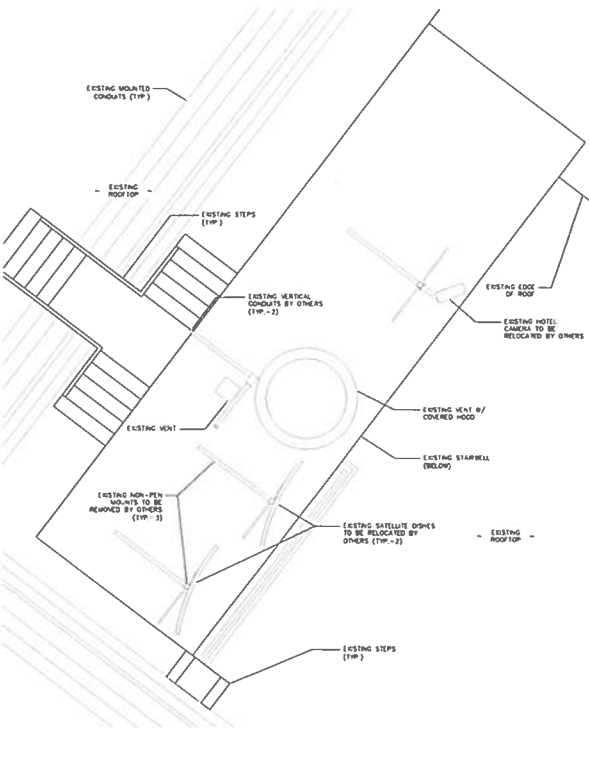 EXISTING MOUNTED
CONDUITS (TYP.)
EXISTING
ROOFTOP
EXISTING STEPS
(TYP.)
EXISTING VERTICAL
CONDUITS BY OTHERS
(TYP.-2)
EXISTING EDGE
OF ROOF
EXISTING HOTEL
CAMERA TO BE
RELOCATED BY OTHERS
EXISTING VENT W/
COVERED HOOD
EXISTING VENT
EXISTING STAIRWELL
(BELOW)
EXISTING NON-PEN
MOUNTS TO BE
REMOVED BY OTHERS
(TYP.-3)
EXISTING SATELLITE DISHES
TO BE RELOCATED BY
OTHERS (TYP.-2)
EXISTING
ROOFTOP
EXISTING STEPS
(TYP.)